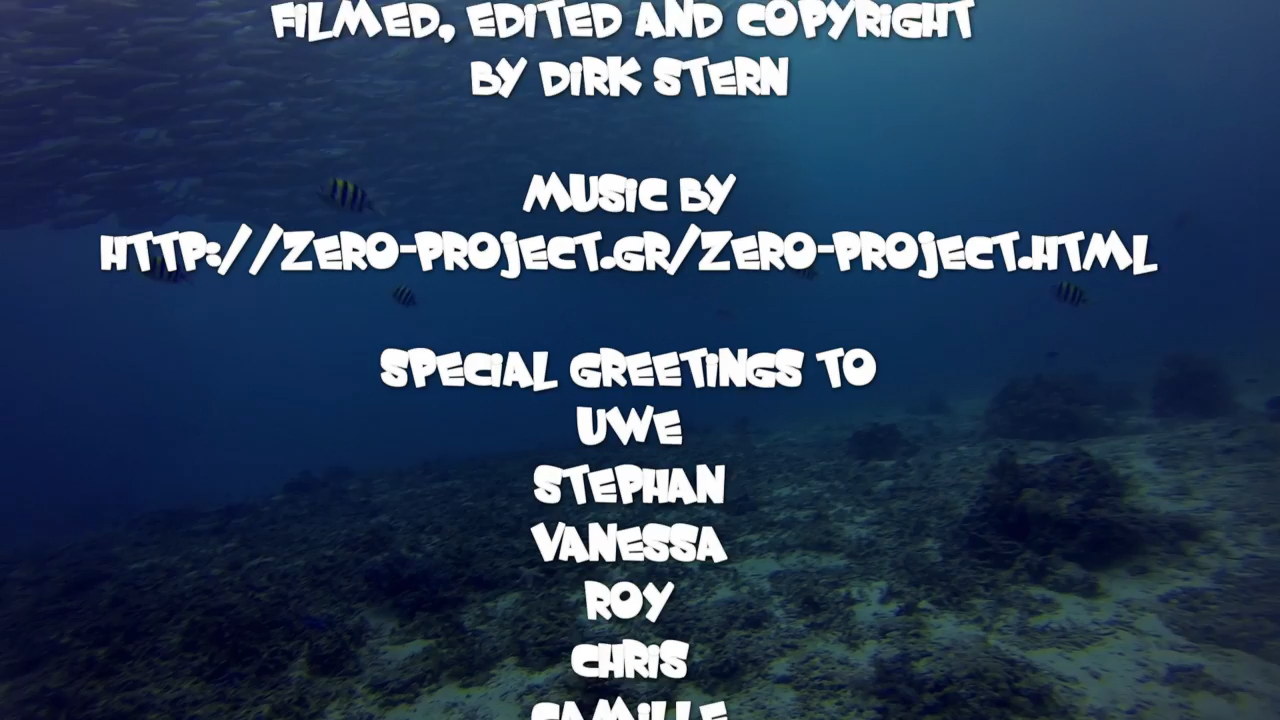 FILMED, EDITED AND COPYRIGHT
BY DIRK STERN
MUSIC BY
HTTP://ZERO-PROJECT.GR/ZERO-PROJECT.HTML
SPECIAL GREETINGS TO
UWE
STEPHAN
VANESSA
ROY
CHRIS
CAMILLE